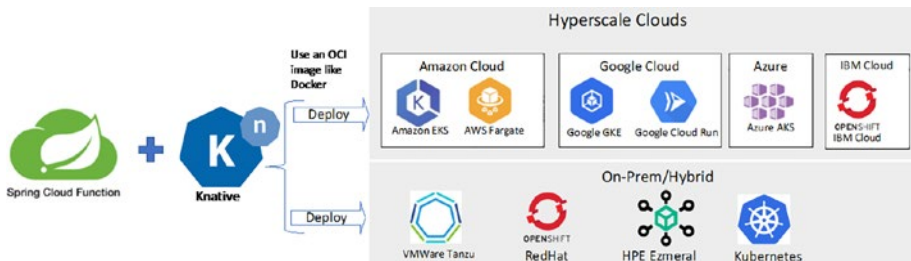 Hyperscale Clouds
Use an OCI
image like
Docker
Deploy
Amazon Cloud
K
Amazon EKS
AWS Fargate
Google Cloud
Google GKE
Google Cloud Run
Azure
Azure AKS
IBM Cloud
OPENSHIFT
IBM Cloud
Spring Cloud Function
K
n
Knative
Deploy
On-Prem/Hybrid
VMWare Tanzu
OPENSHIFT
RedHat
HPE Ezmeral
Kubernetes